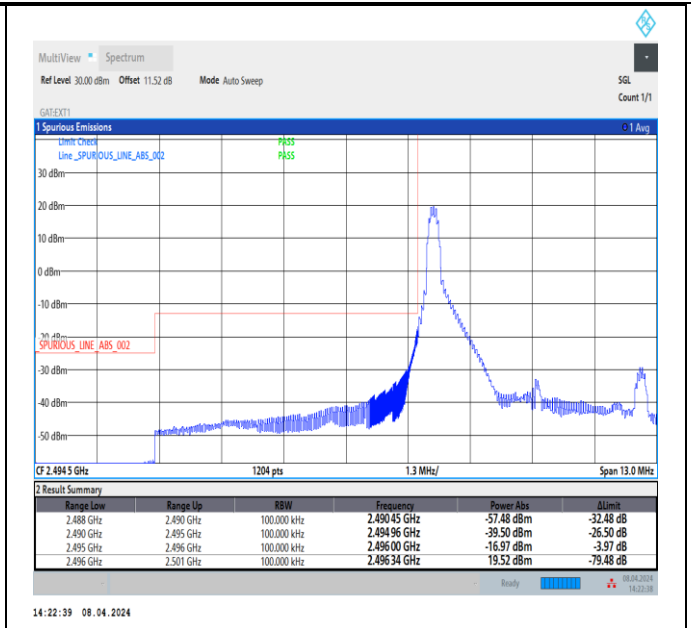 MultiView Spectrum
Ref Level 30.00 dBm Offset 11.52 dB Mode Auto Sweep SGL
Count 1/1
GAT:EXT1
1 Spurious Emissions 1 Avg
Limit Check PASS
Line _SPURIOUS_LINE_ABS_002 PASS
30 dBm
20 dBm
10 dBm
0 dBm
-10 dBm
-20 dBm
_SPURIOUS_LINE_ABS_002
-30 dBm
-40 dBm
-50 dBm
CF 2.494 5 GHz 1204 pts 1.3 MHz/ Span 13.0 MHz
2 Result Summary
Range Low Range Up RBW Frequency Power Abs ΔLimit
2.488 GHz 2.490 GHz 100.000 kHz 2.490 45 GHz -57.48 dBm -32.48 dB
2.490 GHz 2.495 GHz 100.000 kHz 2.494 96 GHz -39.50 dBm -26.50 dB
2.495 GHz 2.496 GHz 100.000 kHz 2.496 00 GHz -16.97 dBm -3.97 dB
2.496 GHz 2.501 GHz 100.000 kHz 2.496 34 GHz 19.52 dBm -79.48 dB
Ready 08.04.2024
14:22:38
14:22:39 08.04.2024